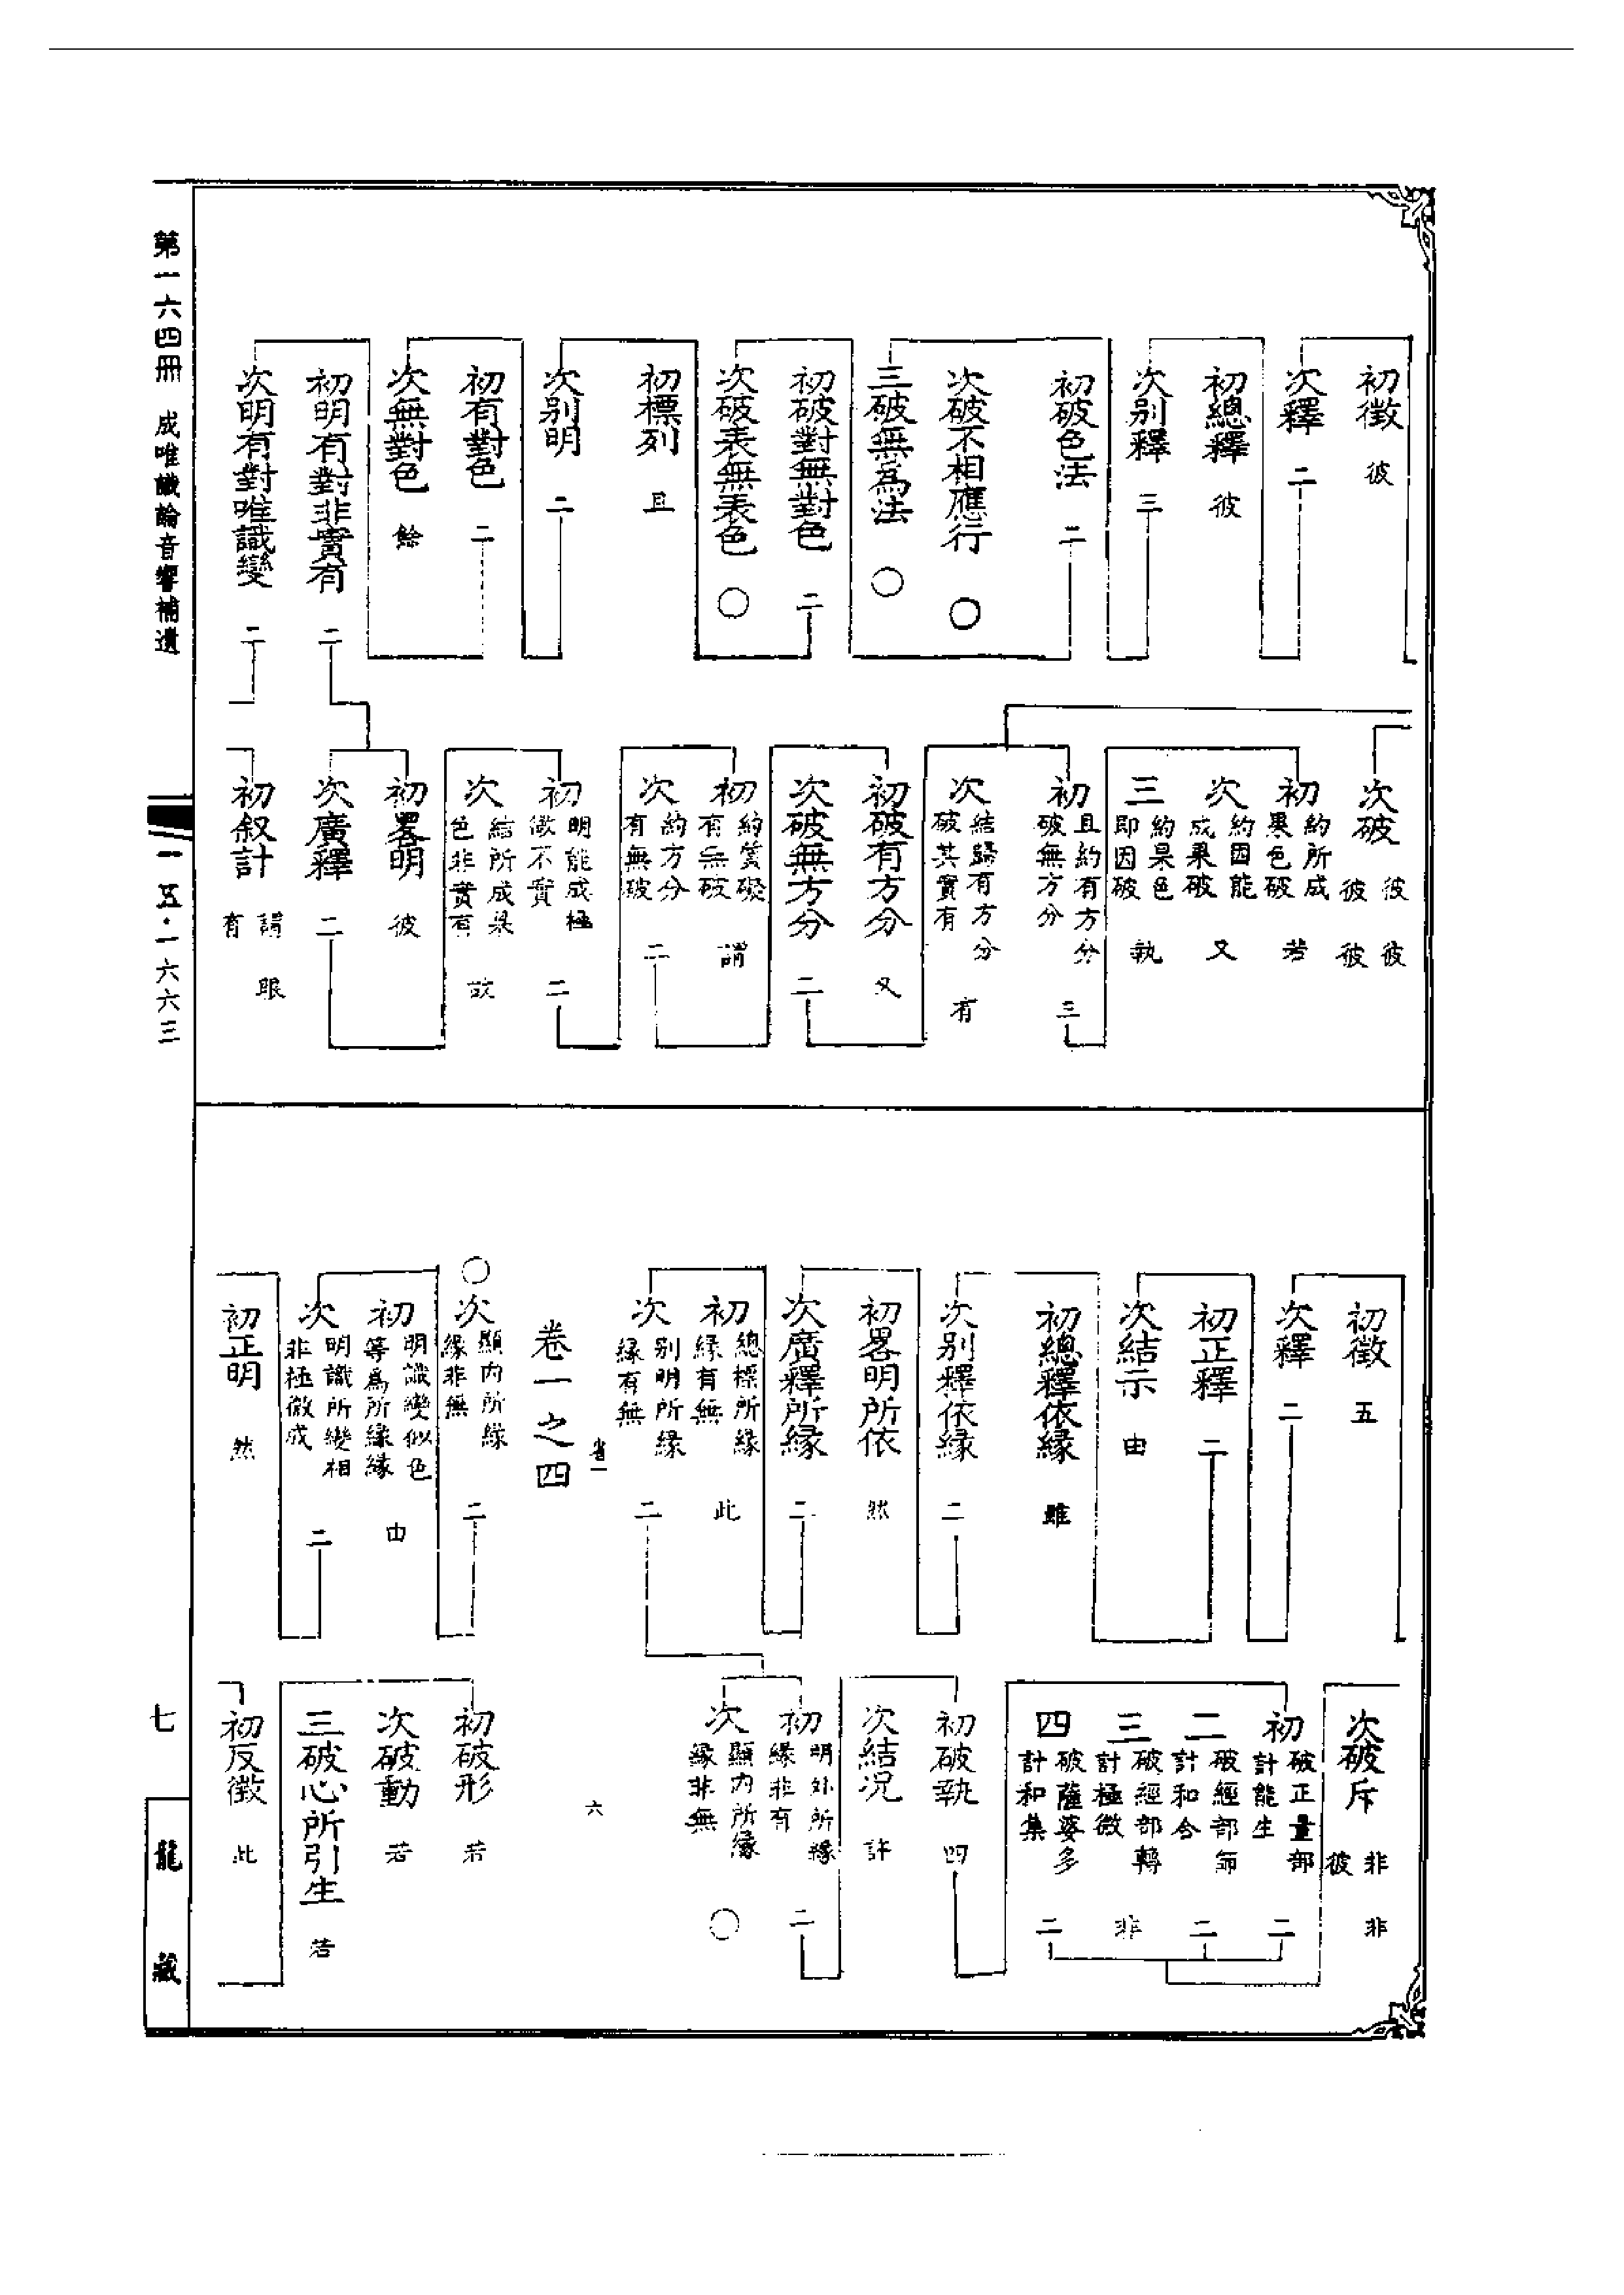 初徵 彼
次釋 二
初總釋 彼
次別釋 三
初破色法 二
次破不相應行 ○
三破無為法 ○
初破對無對色 二
次破表無表色 ○
初標列 且
次別明 二
初有對色 二
次無對色 餘
初明有對非實有 二
次明有對唯識變 二
次破 彼彼彼彼
初約所成果色破 若
次約因能成果破 又
三約果色即因破 執
初且約有方分破無方分 三
次結歸有方分破其實有 有
初破有方分 又
次破無方分 二
初約質礙有無破 謂
次約方分有無破 二
初明能成極微不實 二
次結所成果色非實有 故
初畧明 彼
次廣釋 二
初叙計 謂眼有
初徵 五
次釋 二
初正釋 二
次結示 由
初總釋依緣 雖
次別釋依緣 二
初畧明所依 然
次廣釋所緣 二
初總標所緣緣有無 此
次別明所緣緣有無 二
卷一之四
○次顯內所緣緣非無 二
初明識變似色等為所緣緣 由
次明識所變相非極微成 二
初正明 然
次破斥 非非彼
初破正量部計能生 二
二破經部師計和合 二
三破經部轉計極微 非
四破薩婆多計和集 二
初破執 四
次結況 許
初明外所緣緣非有 二
次顯內所緣緣非無 ○
六
初破形 若
次破動 若
三破心所引生 若
初反徵 此
第一六四冊 成唯識論音響補遺
一一五·一六六三
七
龍藏